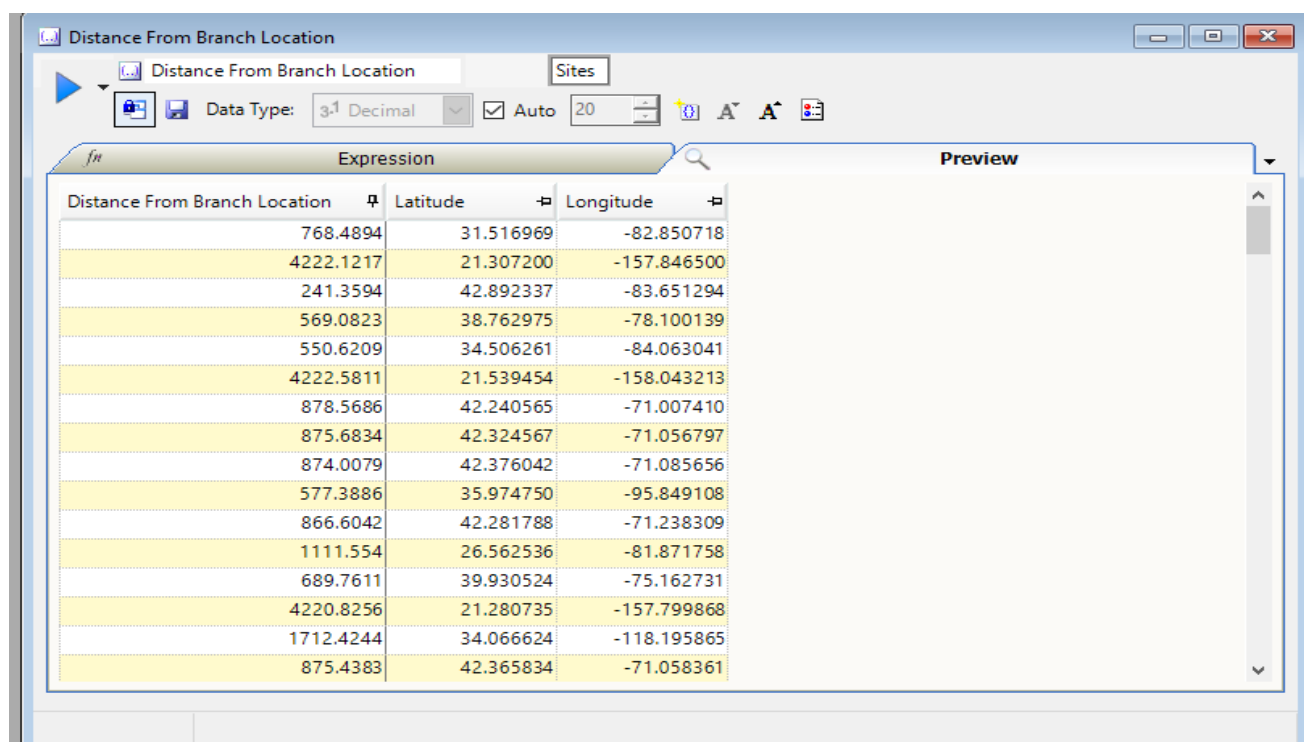 Distance From Branch Location
Distance From Branch Location Sites
Data Type: 3.1 Decimal Auto 20 {} A A
fn Expression Preview
Distance From Branch Location Latitude Longitude
768.4894 31.516969 -82.850718
4222.1217 21.307200 -157.846500
241.3594 42.892337 -83.651294
569.0823 38.762975 -78.100139
550.6209 34.506261 -84.063041
4222.5811 21.539454 -158.043213
878.5686 42.240565 -71.007410
875.6834 42.324567 -71.056797
874.0079 42.376042 -71.085656
577.3886 35.974750 -95.849108
866.6042 42.281788 -71.238309
1111.554 26.562536 -81.871758
689.7611 39.930524 -75.162731
4220.8256 21.280735 -157.799868
1712.4244 34.066624 -118.195865
875.4383 42.365834 -71.058361